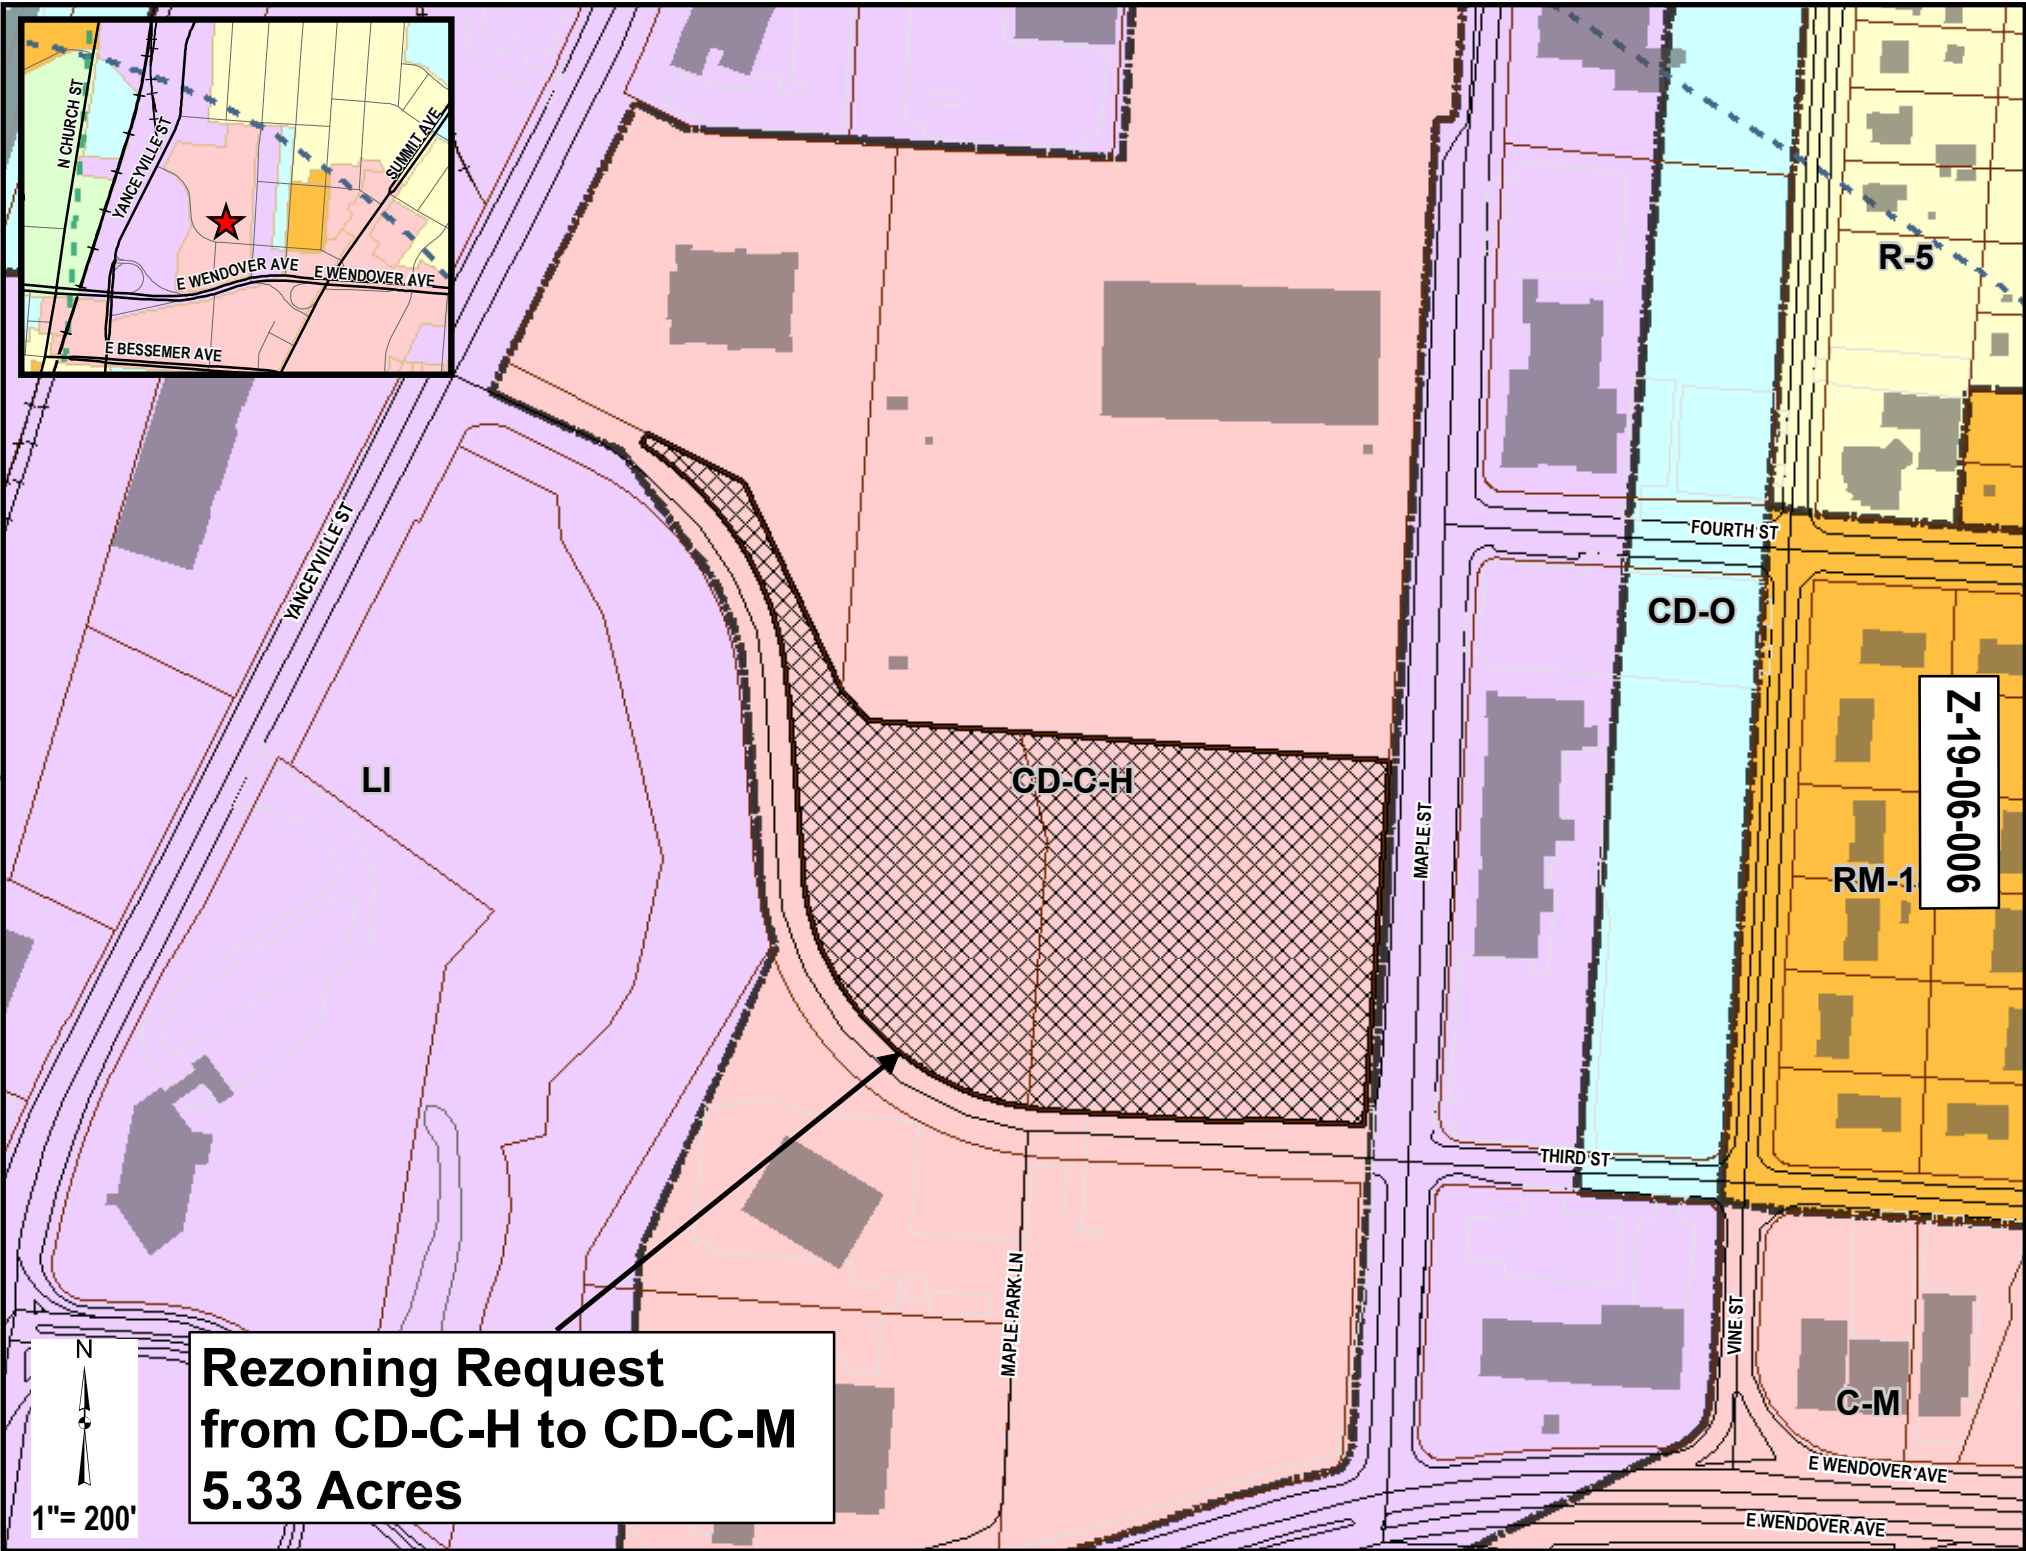 N CHURCH ST
YANCEYVILLE ST
SUMMIT AVE
E WENDOVER AVE
E WENDOVER AVE
E BESSEMER AVE
R-5
YANCEYVILLE ST
FOURTH ST
CD-O
LI
CD-C-H
MAPLE ST
Z-19-06-006
RM-1
THIRD ST
MAPLE PARK LN
VINE ST
C-M
E WENDOVER AVE
E WENDOVER AVE
N
1"= 200'
Rezoning Request
from CD-C-H to CD-C-M
5.33 Acres